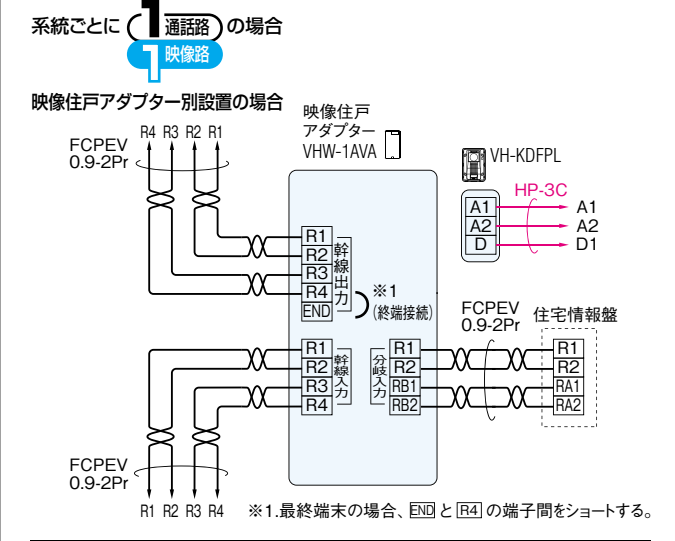 系統ごとに 1通話路 の場合
1映像路
映像住戸アダプター別設置の場合
R4 R3 R2 R1
FCPEV
0.9-2Pr
映像住戸
アダプター
VHW-1AVA
VH-KDFPL
HP-3C
A1 A1
A2 A2
D D1
R1
R2
R3
R4
END
幹線出力
※1
(終端接続)
R1
R2
R3
R4
幹線入力
分岐入力
R1
R2
RB1
RB2
FCPEV
0.9-2Pr
住宅情報盤
R1
R2
RA1
RA2
FCPEV
0.9-2Pr
R1 R2 R3 R4
※1.最終端末の場合、ENDとR4の端子間をショートする。